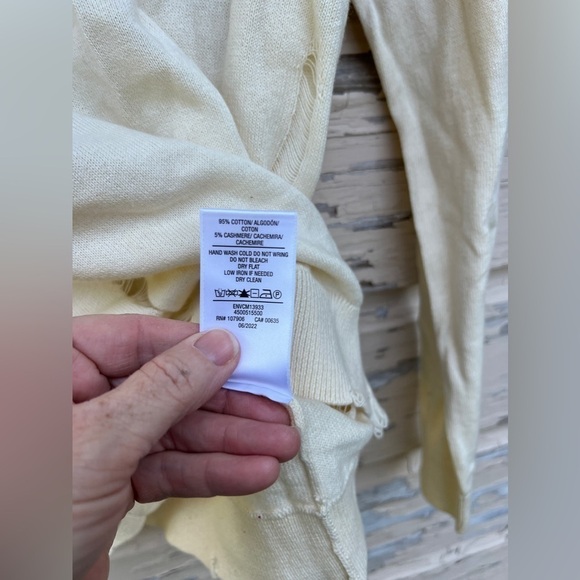 95% COTTON/ ALGODÓN/
COTON
5% CASHMERE/ CACHEMIRA/
CACHEMIRE
HAND WASH COLD DO NOT WRING
DO NOT BLEACH
DRY FLAT
LOW IRON IF NEEDED
DRY CLEAN
ENVCM13933
4500515500
RN# 107906 CA# 00635
06/2022